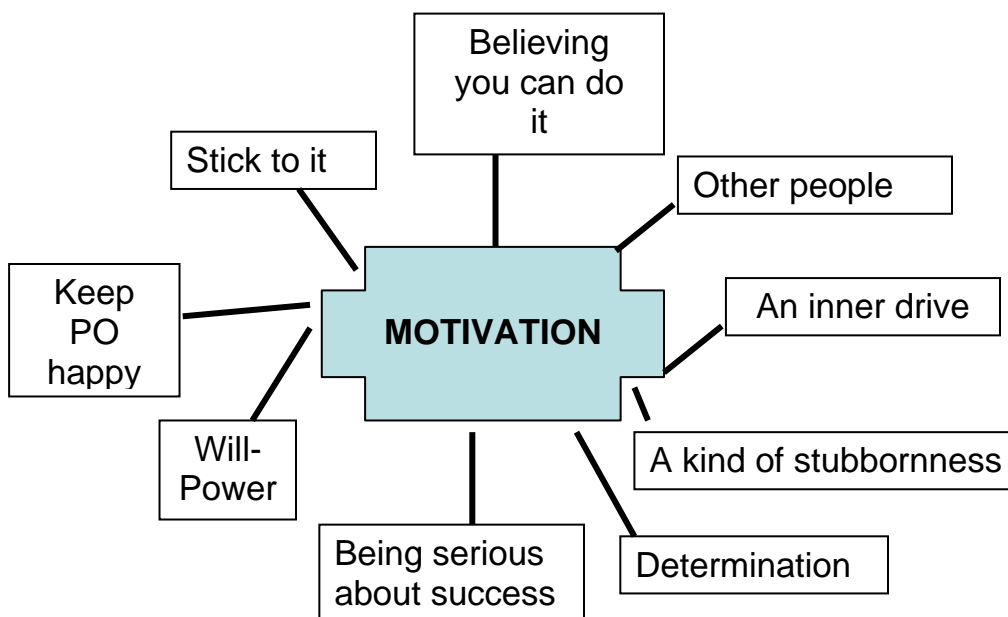 Believing
you can do
it
Stick to it
Other people
Keep
PO
happy
An inner drive
MOTIVATION
Will-
Power
A kind of stubbornness
Being serious
about success
Determination